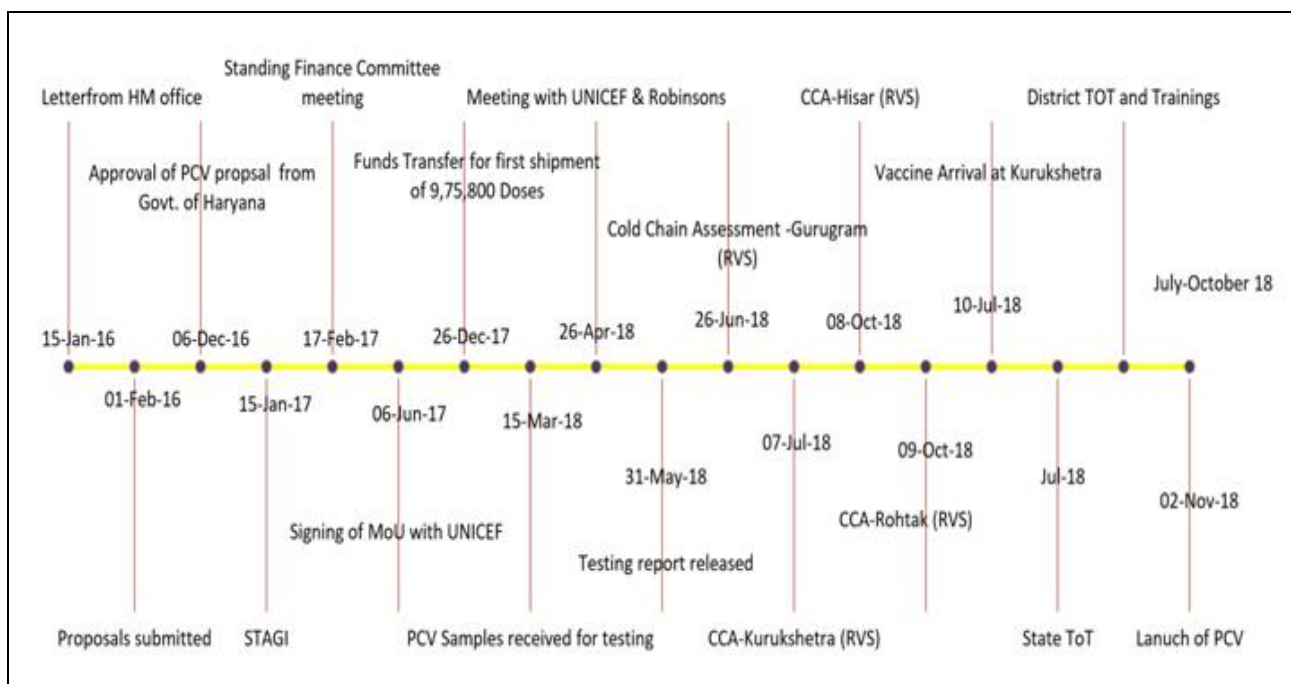 Standing Finance Committee
meeting
Letterfrom HM office
Meeting with UNICEF & Robinsons
CCA-Hisar (RVS)
District TOT and Trainings
Approval of PCV propsal from
Govt. of Haryana
Funds Transfer for first shipment
of 9,75,800 Doses
Vaccine Arrival at Kurukshetra
Cold Chain Assessment -Gurugram
(RVS)
July-October 18
15-Jan-16
06-Dec-16
17-Feb-17
26-Dec-17
26-Apr-18
26-Jun-18
08-Oct-18
10-Jul-18
01-Feb-16
15-Jan-17
06-Jun-17
15-Mar-18
31-May-18
07-Jul-18
09-Oct-18
Jul-18
02-Nov-18
Signing of MoU with UNICEF
CCA-Rohtak (RVS)
Testing report released
Proposals submitted
STAGI
PCV Samples received for testing
CCA-Kurukshetra (RVS)
State ToT
Lanuch of PCV